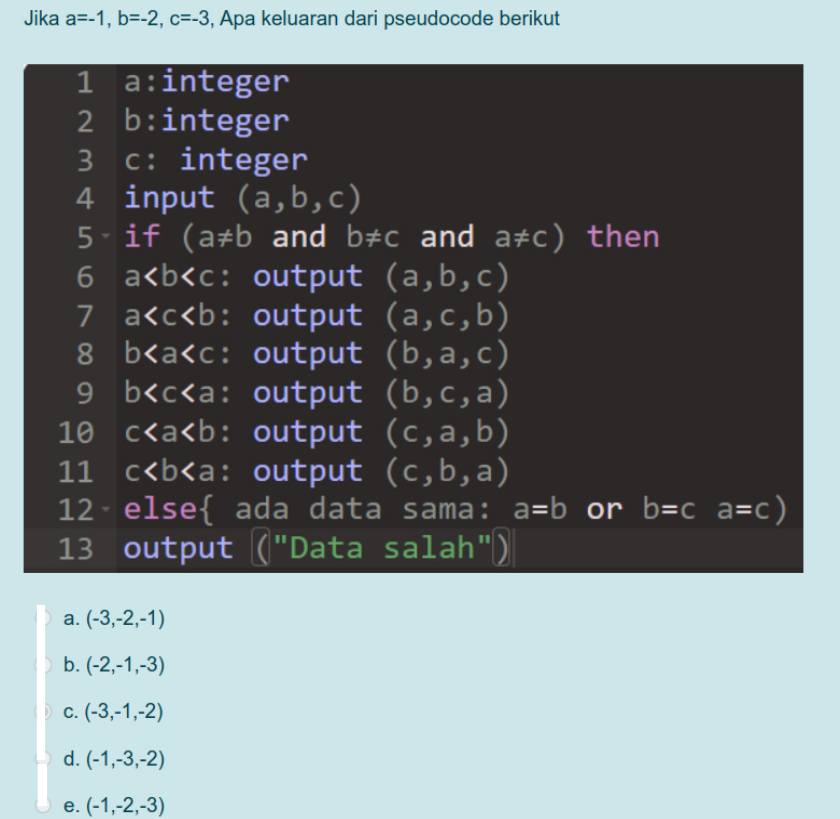 Jika a=-1, b=-2, c=-3, Apa keluaran dari pseudocode berikut
1 a:integer
2 b:integer
3 c: integer
4 input (a,b,c)
5 if (a≠b and b≠c and a≠c) then
6 a<b<c: output (a,b,c)
7 a<c<b: output (a,c,b)
8 b<a<c: output (b,a,c)
9 b<c<a: output (b,c,a)
10 c<a<b: output (c,a,b)
11 c<b<a: output (c,b,a)
12 else{ ada data sama: a=b or b=c a=c)
13 output ("Data salah")
a. (-3,-2,-1)
b. (-2,-1,-3)
c. (-3,-1,-2)
d. (-1,-3,-2)
e. (-1,-2,-3)